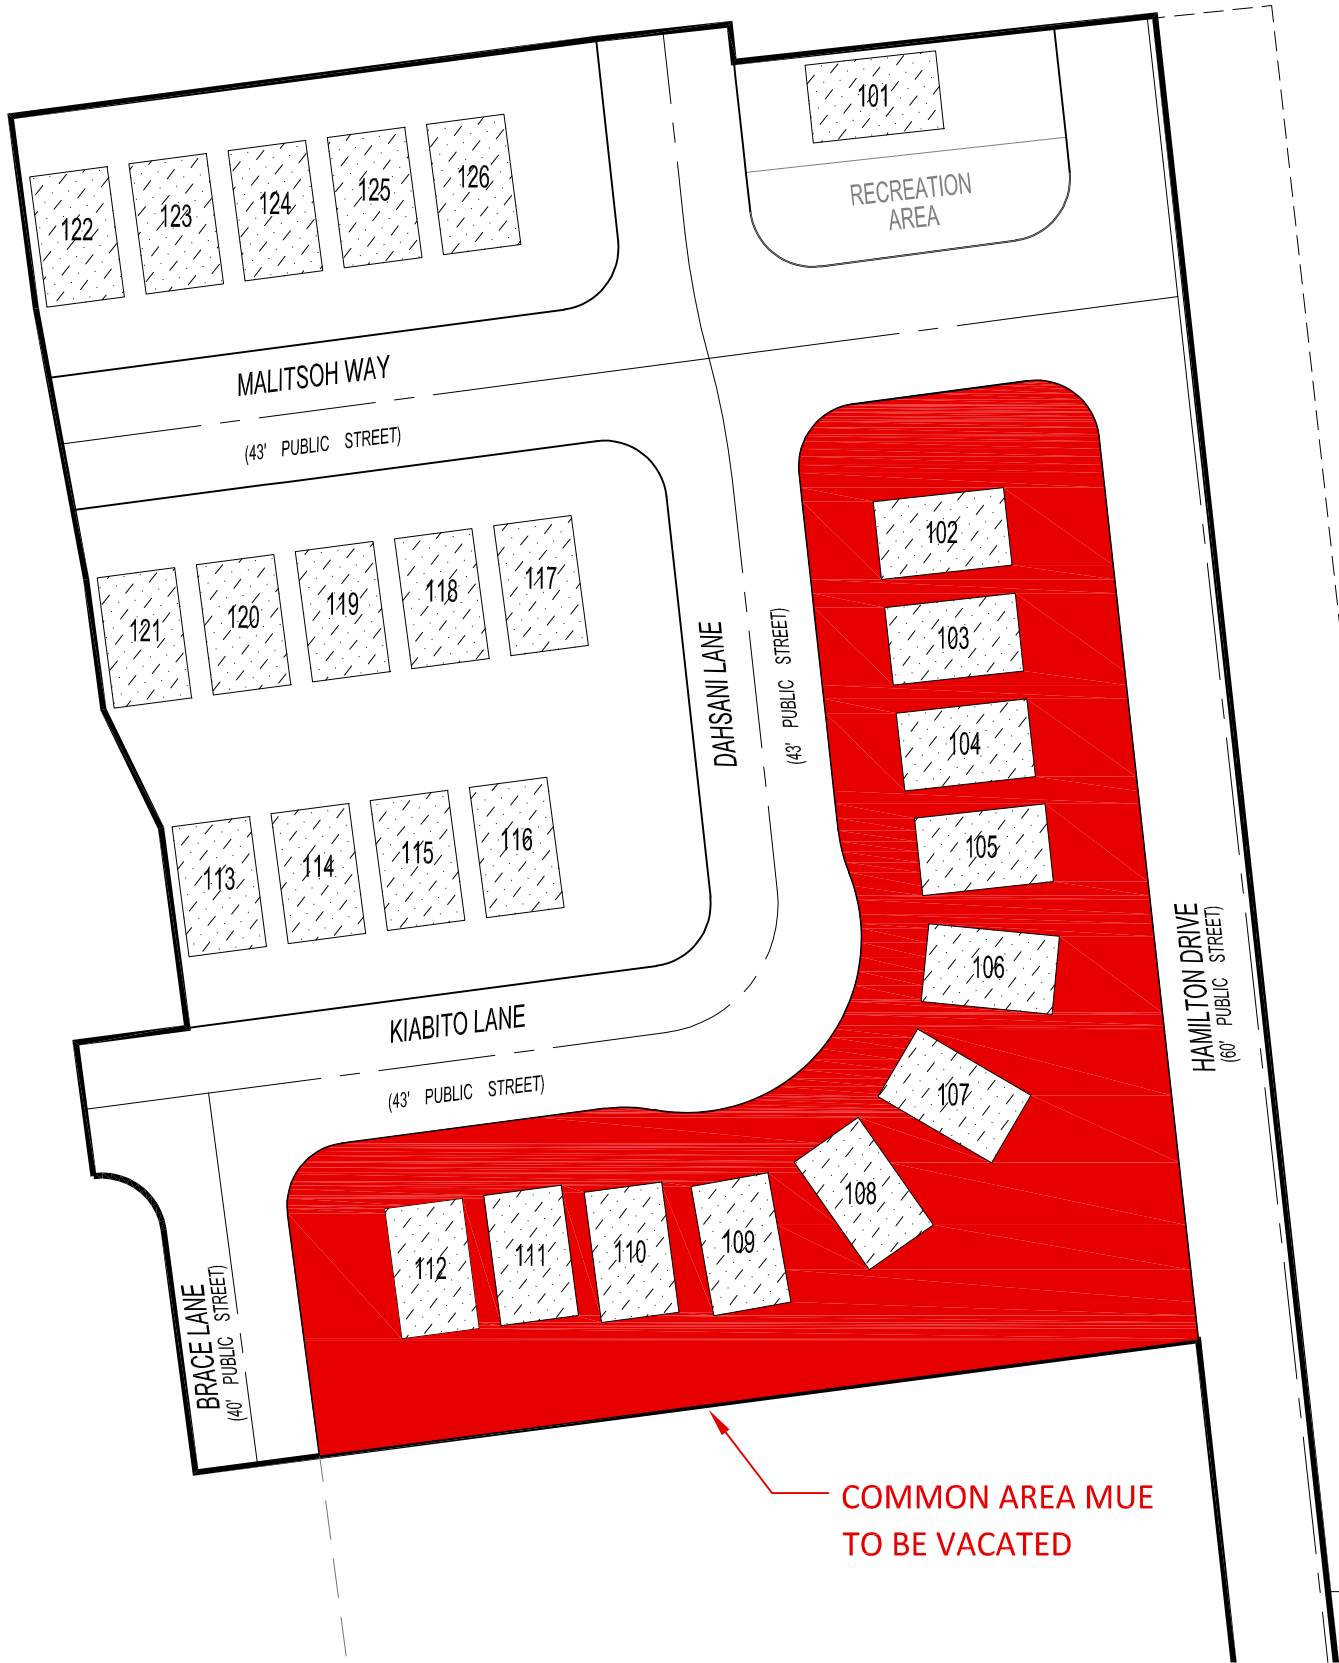 101
RECREATION
AREA
122
123
124
125
126
MALITSOH WAY
(43' PUBLIC STREET)
102
121
120
119
118
117
103
DAHSANI LANE
(43' PUBLIC STREET)
104
113
114
115
116
105
106
HAMILTON DRIVE
(60' PUBLIC STREET)
KIABITO LANE
(43' PUBLIC STREET)
107
108
112
111
110
109
BRACE LANE
(40' PUBLIC STREET)
COMMON AREA MUE
TO BE VACATED